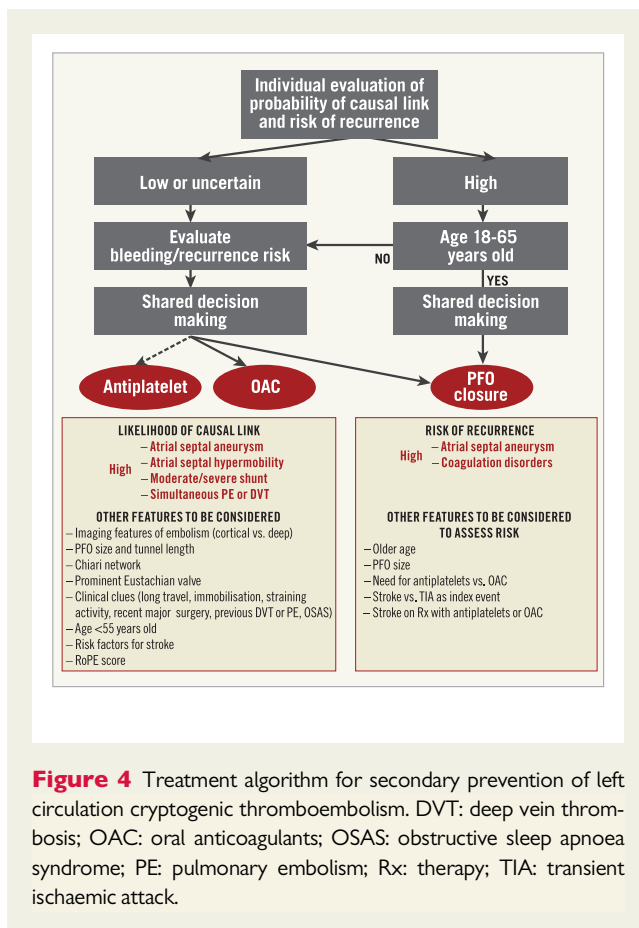 Individual evaluation of
probability of causal link
and risk of recurrence
Low or uncertain
High
Evaluate
bleeding/recurrence risk
NO
Age 18-65
years old
YES
Shared decision
making
Shared decision
making
Antiplatelet
OAC
PFO
closure
LIKELIHOOD OF CAUSAL LINK
High
– Atrial septal aneurysm
– Atrial septal hypermobility
– Moderate/severe shunt
– Simultaneous PE or DVT
OTHER FEATURES TO BE CONSIDERED
– Imaging features of embolism (cortical vs. deep)
– PFO size and tunnel length
– Chiari network
– Prominent Eustachian valve
– Clinical clues (long travel, immobilisation, straining
activity, recent major surgery, previous DVT or PE, OSAS)
– Age <55 years old
– Risk factors for stroke
– RoPE score
RISK OF RECURRENCE
High
– Atrial septal aneurysm
– Coagulation disorders
OTHER FEATURES TO BE CONSIDERED
TO ASSESS RISK
– Older age
– PFO size
– Need for antiplatelets vs. OAC
– Stroke vs. TIA as index event
– Stroke on Rx with antiplatelets or OAC
Figure 4 Treatment algorithm for secondary prevention of left
circulation cryptogenic thromboembolism. DVT: deep vein throm-
bosis; OAC: oral anticoagulants; OSAS: obstructive sleep apnoea
syndrome; PE: pulmonary embolism; Rx: therapy; TIA: transient
ischaemic attack.